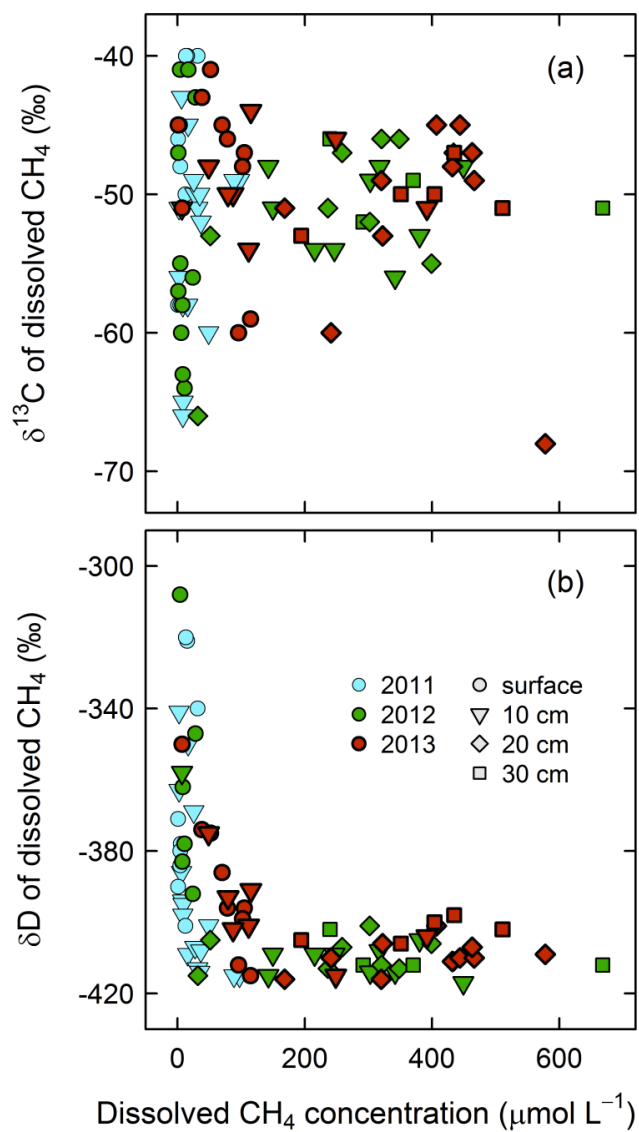 (a)
δ¹³C of dissolved CH₄ (‰)
-40
-50
-60
-70
(b)
δD of dissolved CH₄ (‰)
-300
-340
-380
-420
2011
2012
2013
surface
10 cm
20 cm
30 cm
0 200 400 600
Dissolved CH₄ concentration (μmol L⁻¹)